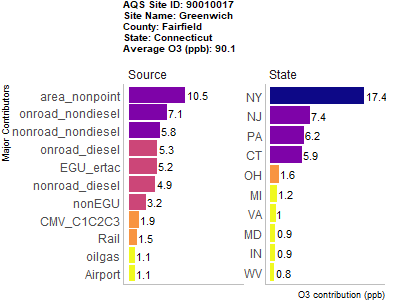 AQS Site ID: 90010017
Site Name: Greenwich
County: Fairfield
State: Connecticut
Average O3 (ppb): 90.1
Major Contributors
Source
area_nonpoint 10.5
onroad_nondiesel 7.1
nonroad_nondiesel 5.8
onroad_diesel 5.3
EGU_ertac 5.2
nonroad_diesel 4.9
nonEGU 3.2
CMV_C1C2C3 1.9
Rail 1.5
oilgas 1.1
Airport 1.1
State
NY 17.4
NJ 7.4
PA 6.2
CT 5.9
OH 1.6
MI 1.2
VA 1
MD 0.9
IN 0.9
WV 0.8
O3 contribution (ppb)